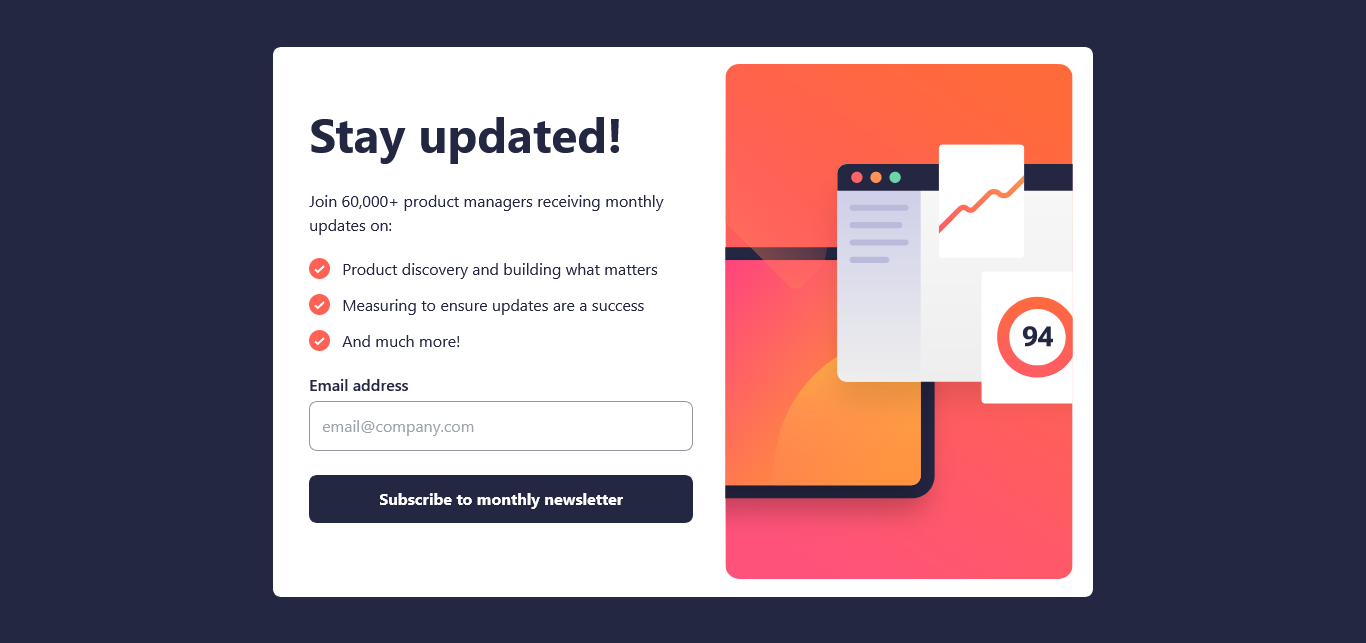 Stay updated!
Join 60,000+ product managers receiving monthly
updates on:
Product discovery and building what matters
Measuring to ensure updates are a success
And much more!
Email address
email@company.com
Subscribe to monthly newsletter
94